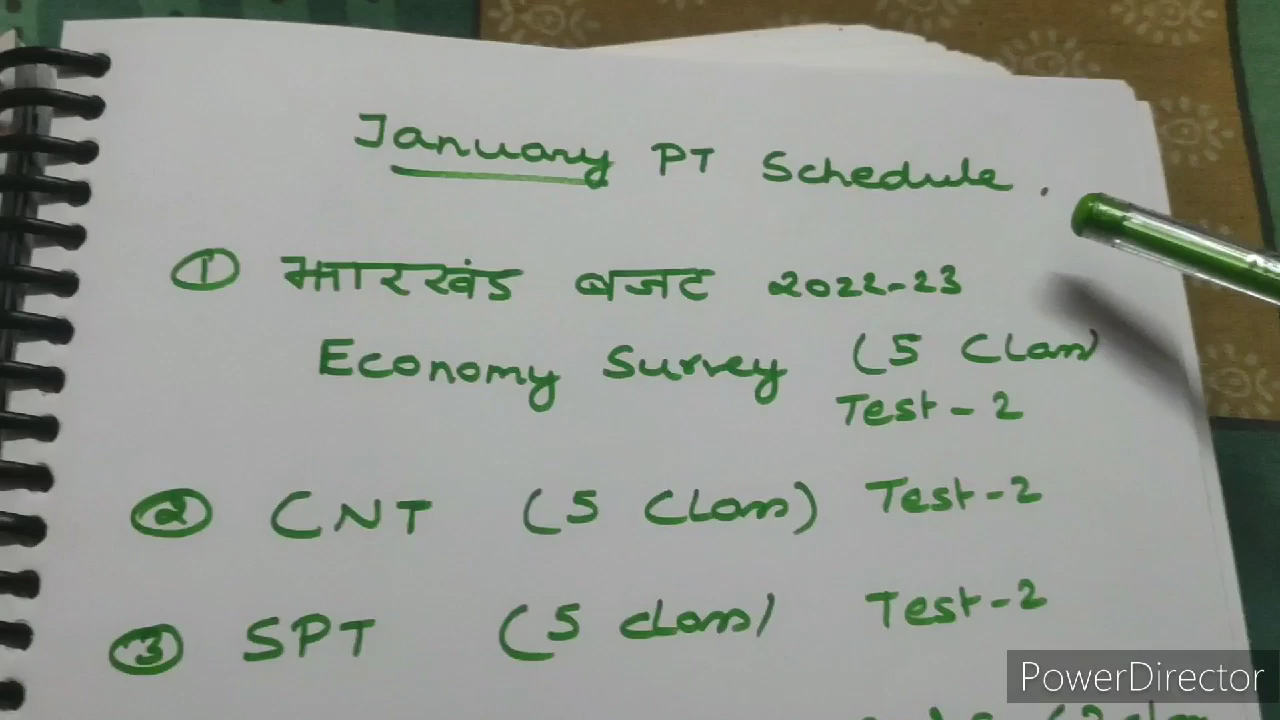 January PT Schedule.
① झारखंड बजट 2022-23
Economy Survey (5 Class)
Test-2
② CNT (5 Class) Test-2
③ SPT (5 class) Test-2
PowerDirector